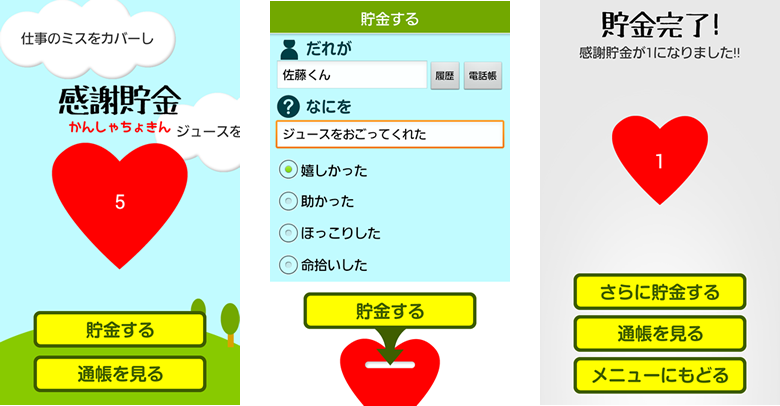 仕事のミスをカバーし
感謝貯金
かんしゃちょきん
ジュースを
5
貯金する
通帳を見る
貯金する
だれが
佐藤くん
履歴
電話帳
?
なにを
ジュースをおごってくれた
嬉しかった
助かった
ほっこりした
命拾いした
貯金する
貯金完了!
感謝貯金が1になりました!!
1
さらに貯金する
通帳を見る
メニューにもどる